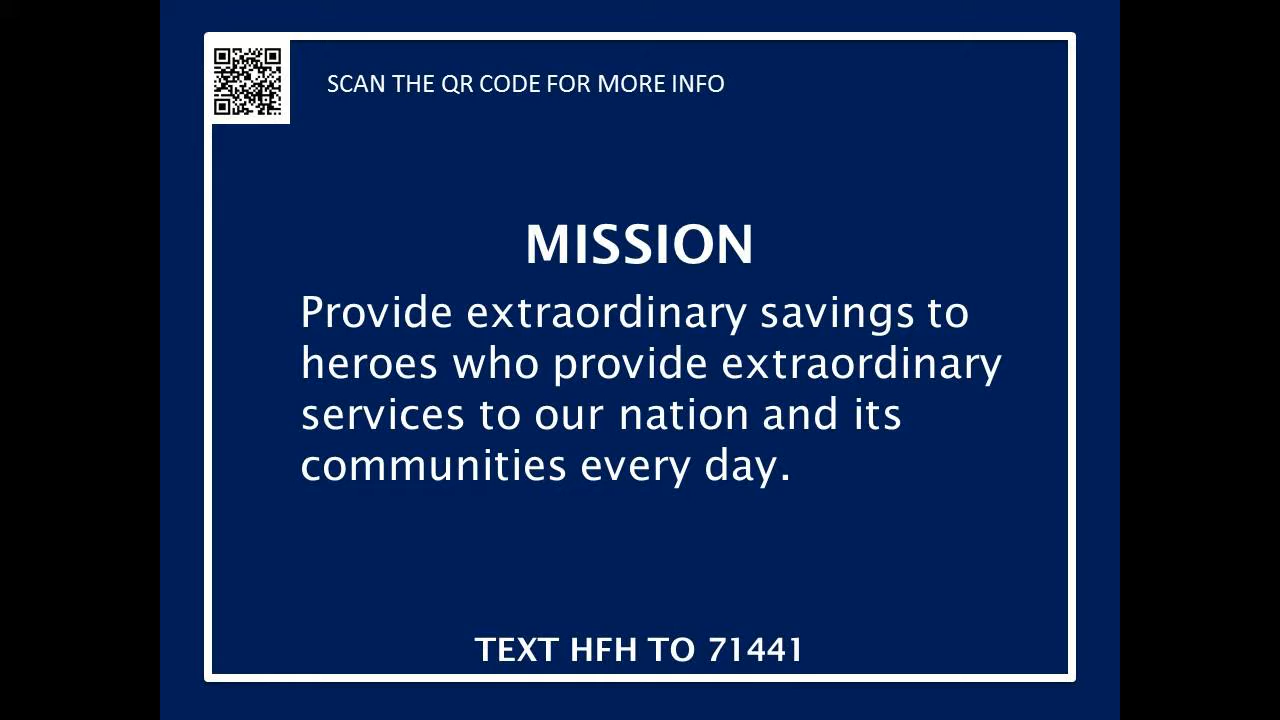 SCAN THE QR CODE FOR MORE INFO
MISSION
Provide extraordinary savings to
heroes who provide extraordinary
services to our nation and its
communities every day.
TEXT HFH TO 71441